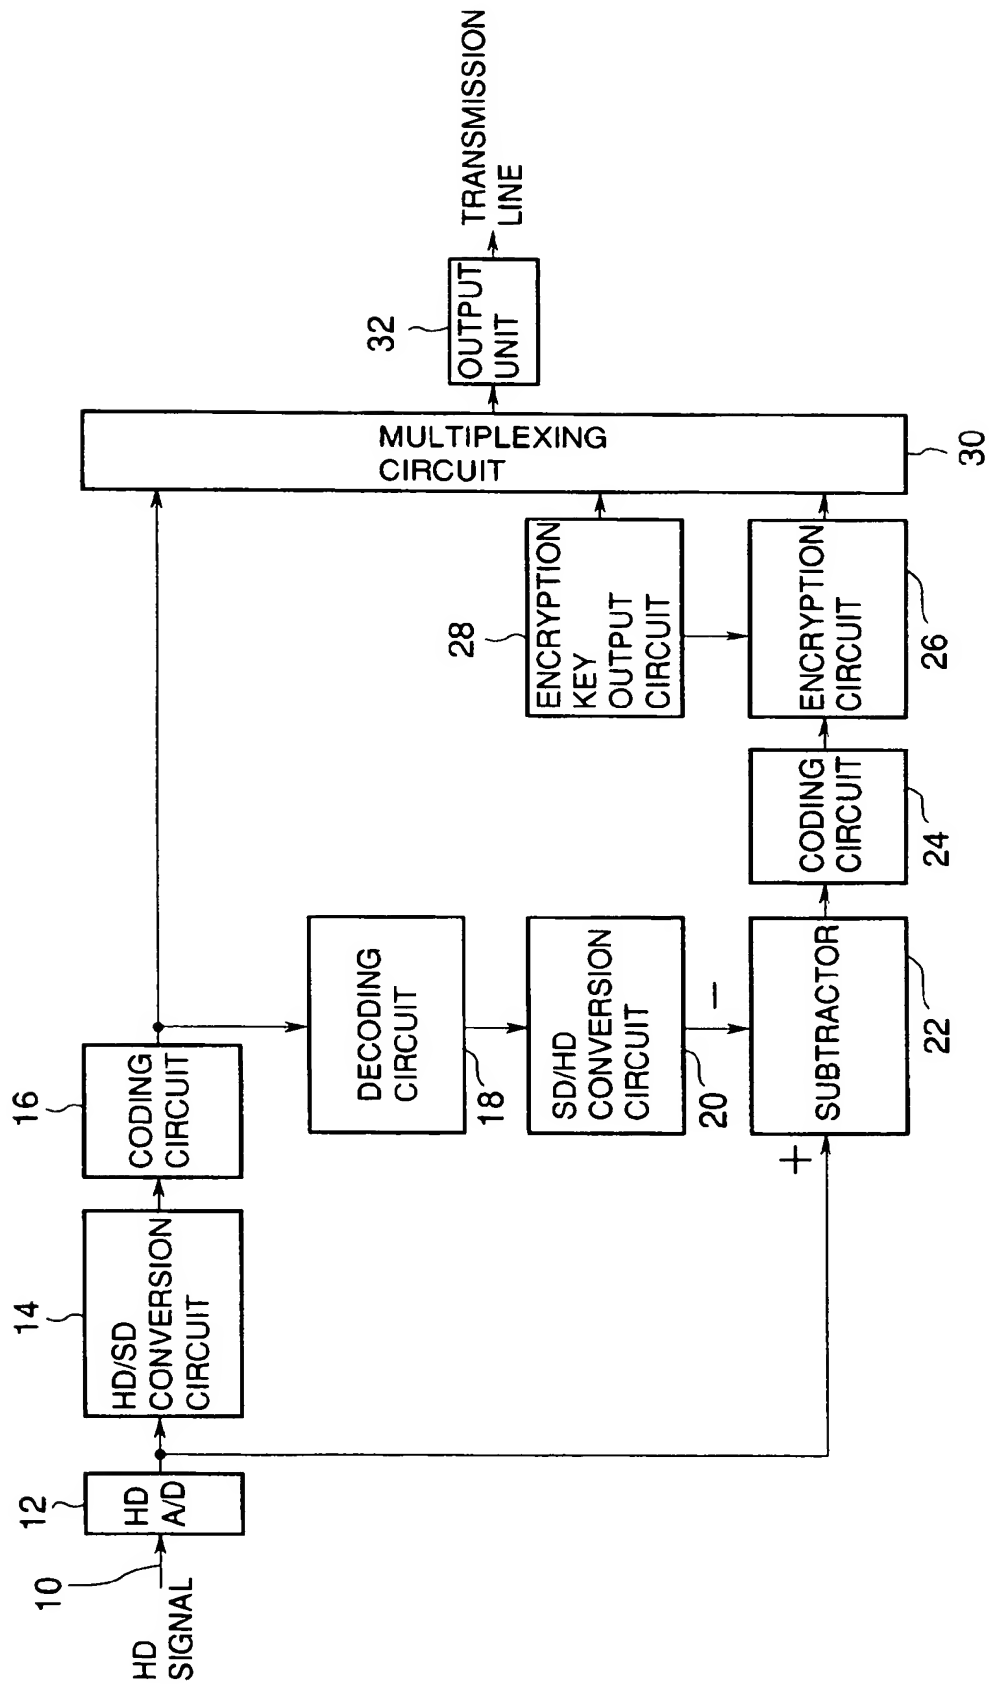 10
HD
SIGNAL
12
HD
A/D
14
HD/SD
CONVERSION
CIRCUIT
16
CODING
CIRCUIT
DECODING
CIRCUIT
18
SD/HD
CONVERSION
CIRCUIT
20
−
+
SUBTRACTOR
22
CODING
CIRCUIT
24
28
ENCRYPTION
KEY
OUTPUT
CIRCUIT
ENCRYPTION
CIRCUIT
26
MULTIPLEXING
CIRCUIT
30
32
OUTPUT
UNIT
TRANSMISSION
LINE